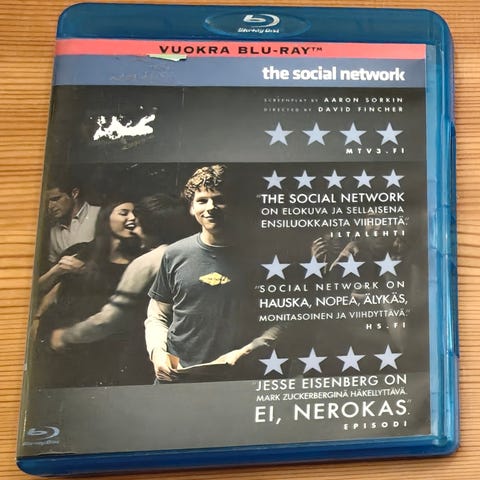 Blu-ray Disc
VUOKRA BLU-RAY™
the social network
SCREENPLAY BY AARON SORKIN
DIRECTED BY DAVID FINCHER
MTV3.FI
"THE SOCIAL NETWORK
ON ELOKUVA JA SELLAISENA
ENSILUOKKAISTA VIIHDETTÄ."
ILTALEHTI
"SOCIAL NETWORK ON
HAUSKA, NOPEA, ÄLYKÄS,
MONITASOINEN JA VIIHDYTTÄVÄ."
HS.FI
"JESSE EISENBERG ON
MARK ZUCKERBERGINÄ HÄKELLYTTÄVÄ.
EI, NEROKAS."
EPISODI
Blu-ray Disc